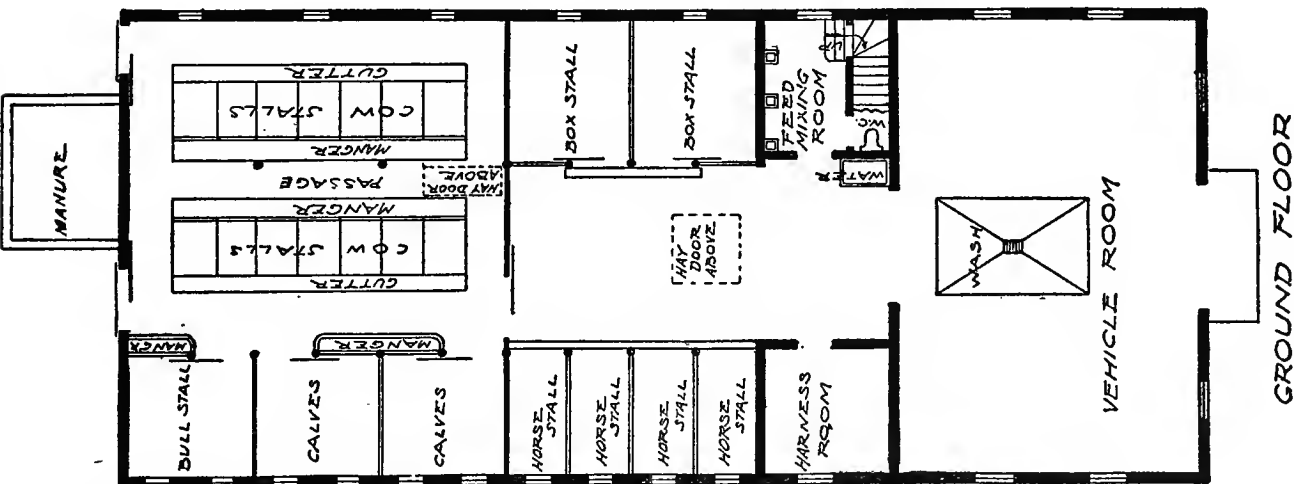 MANURE
GUTTER
COW STALLS
MANGER
PASSAGE
HAY DOOR
ABOVE
MANGER
COW STALLS
GUTTER
MANGER
MANGER
BULL STALL
CALVES
CALVES
BOX STALL
BOX STALL
HAY
DOOR
ABOVE
HORSE
STALL
HORSE
STALL
HORSE
STALL
HORSE
STALL
FEED
MIXING
ROOM
UP
W.C.
WATER
HARNESS
ROOM
WASH
VEHICLE ROOM
GROUND FLOOR